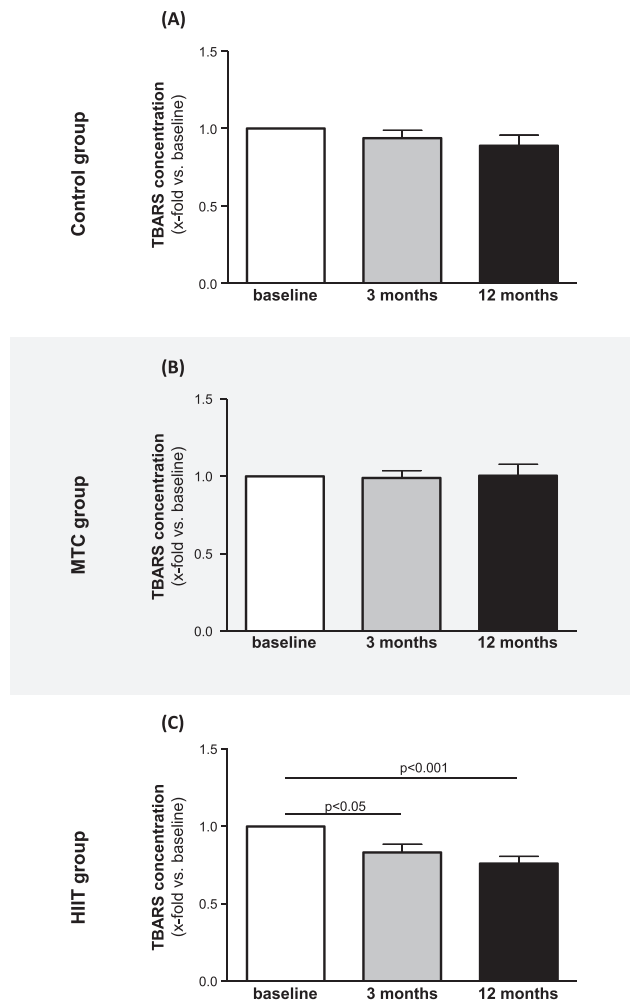 (A)
Control group
TBARS concentration
(x-fold vs. baseline)
1.5
1.0
0.5
0.0
baseline 3 months 12 months
(B)
MTC group
TBARS concentration
(x-fold vs. baseline)
1.5
1.0
0.5
0.0
baseline 3 months 12 months
(C)
HIIT group
TBARS concentration
(x-fold vs. baseline)
1.5
p<0.001
p<0.05
1.0
0.5
0.0
baseline 3 months 12 months